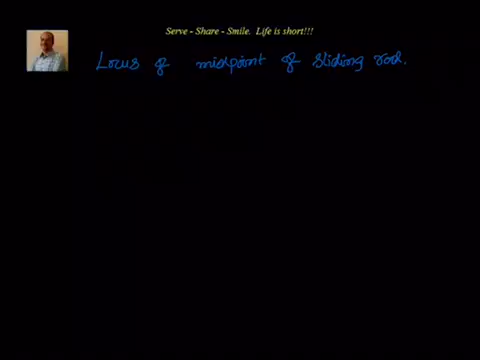 Serve - Share - Smile. Life is short!!!
Locus of midpoint of sliding rod.